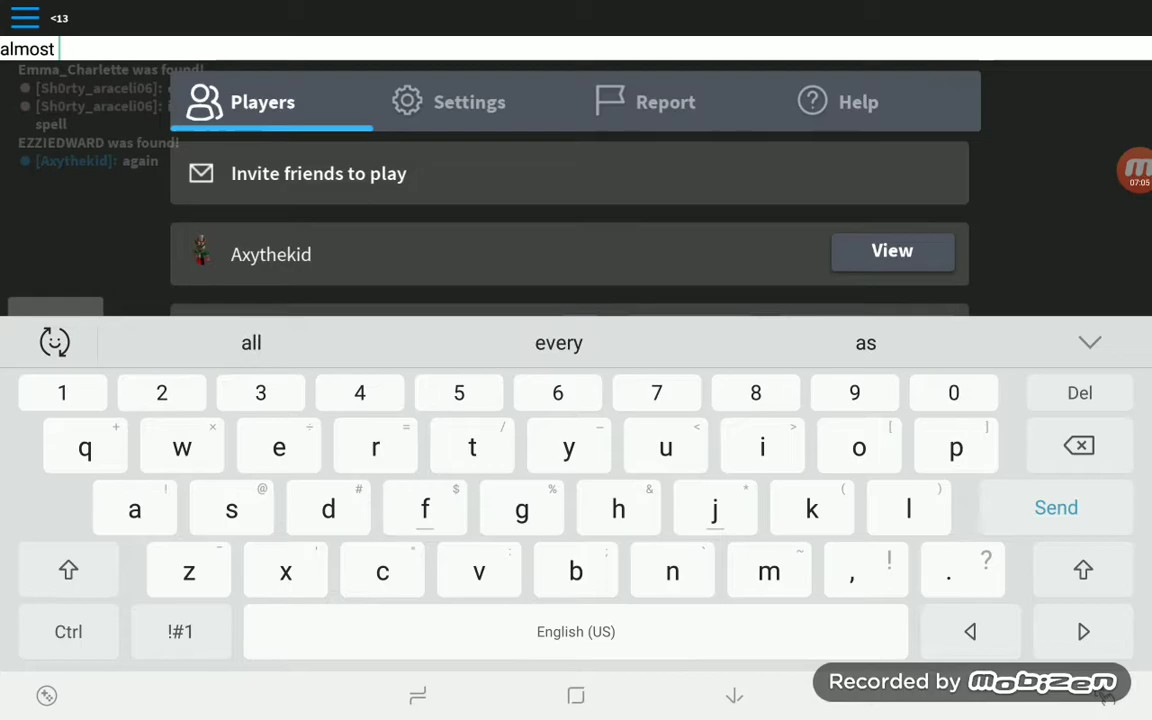 <13
almost
Emma_Charlette was found!
[Sh0rty_araceli06]:
[Sh0rty_araceli06]:
spell
EZZIEDWARD was found!
[Axythekid]: again
Players Settings Report Help
Invite friends to play
Axythekid View
07:05
all every as
1 2 3 4 5 6 7 8 9 0 Del
+ × ÷ = / _ < > [ ]
q w e r t y u i o p
! @ # $ % & * ( )
a s d f g h j k l Send
- ' " : ; ` ~ ! ?
z x c v b n m , .
Ctrl !#1 English (US)
Recorded by mobizen